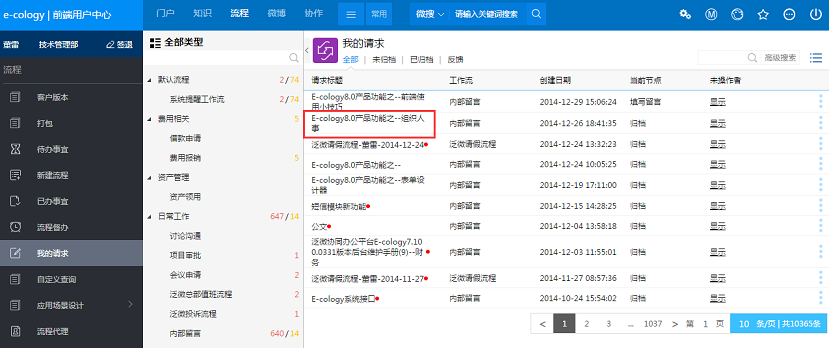 e-cology | 前端用户中心
门户 知识 流程 微博 协作 常用 微搜 请输入关键词搜索
董雷 技术管理部 签退
流程
客户版本
打包
待办事宜
新建流程
已办事宜
流程督办
我的请求
自定义查询
应用场景设计
流程代理
全部类型
默认流程 2 / 74
系统提醒工作流 2 / 74
费用相关 5
借款申请
费用报销 5
资产管理
资产领用
日常工作 647 / 14
讨论沟通
项目审批 1
会议申请 2
泛微总部值班流程 2
泛微投诉流程 1
内部留言 640 / 14
我的请求
全部 | 未归档 | 已归档 | 反馈
高级搜索
请求标题 工作流 创建日期 当前节点 未操作者
E-cology8.0产品功能之--前端使
用小技巧 内部留言 2014-12-29 15:06:24 填写留言 显示
E-cology8.0产品功能之--组织人
事 内部留言 2014-12-26 18:41:35 归档 显示
泛微请假流程-董雷-2014-12-24 泛微请假流程 2014-12-24 13:32:23 归档 显示
E-cology8.0产品功能之-- 内部留言 2014-12-24 10:05:25 归档 显示
E-cology8.0产品功能之--表单设
计器 内部留言 2014-12-19 17:11:00 归档 显示
短信模块新功能 内部留言 2014-12-15 14:28:25 归档 显示
公文 内部留言 2014-12-04 13:58:18 归档 显示
泛微协同办公平台E-cology7.10
0.0331版本后台维护手册(9)--财
务 内部留言 2014-12-03 11:55:01 归档 显示
泛微请假流程-董雷-2014-11-27 泛微请假流程 2014-11-27 08:57:36 归档 显示
E-cology系统接口 内部留言 2014-10-24 15:54:02 归档 显示
< 1 2 3 ... 1037 > 第 1 页 10 条/页 | 共10365条